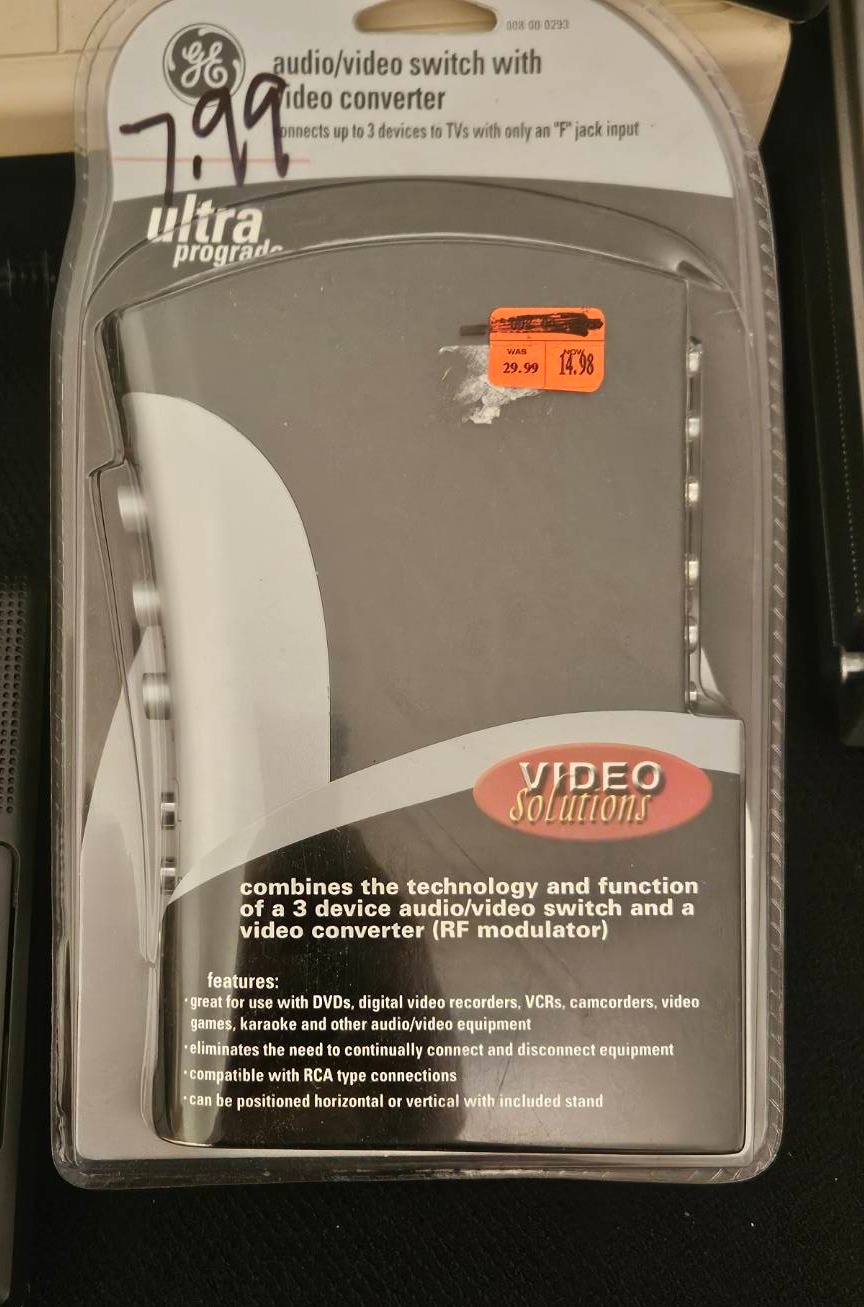 008 00 0293
GE
audio/video switch with
video converter
connects up to 3 devices to TVs with only an "F" jack input
7.99
ultra
prograde
WAS
NOW
29.99
14.98
VIDEO
Solutions
combines the technology and function
of a 3 device audio/video switch and a
video converter (RF modulator)
features:
·great for use with DVDs, digital video recorders, VCRs, camcorders, video
games, karaoke and other audio/video equipment
·eliminates the need to continually connect and disconnect equipment
·compatible with RCA type connections
·can be positioned horizontal or vertical with included stand